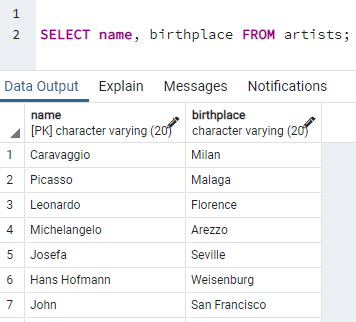 1
2 SELECT name, birthplace FROM artists;
Data Output Explain Messages Notifications
name birthplace
[PK] character varying (20) character varying (20)
1 Caravaggio Milan
2 Picasso Malaga
3 Leonardo Florence
4 Michelangelo Arezzo
5 Josefa Seville
6 Hans Hofmann Weisenburg
7 John San Francisco